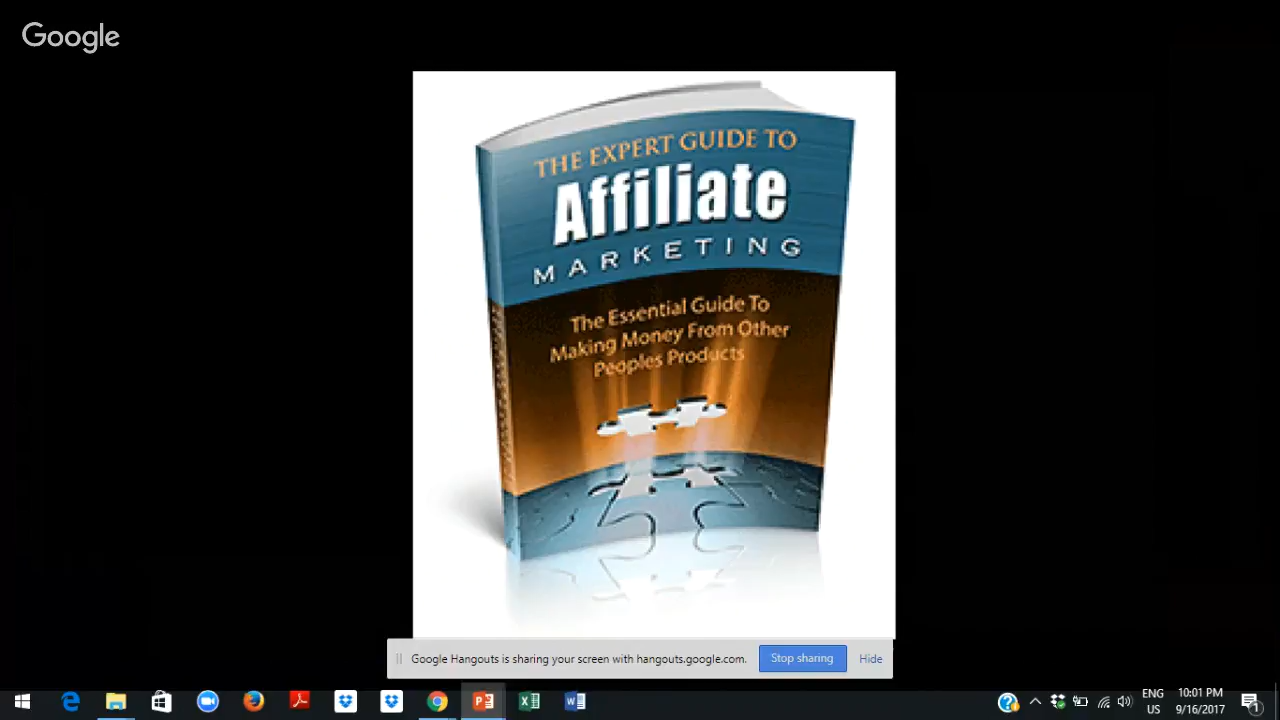 Google
THE EXPERT GUIDE TO
Affiliate
MARKETING
The Essential Guide To
Making Money From Other
Peoples Products
Google Hangouts is sharing your screen with hangouts.google.com.
Stop sharing
Hide
ENG
US
10:01 PM
9/16/2017